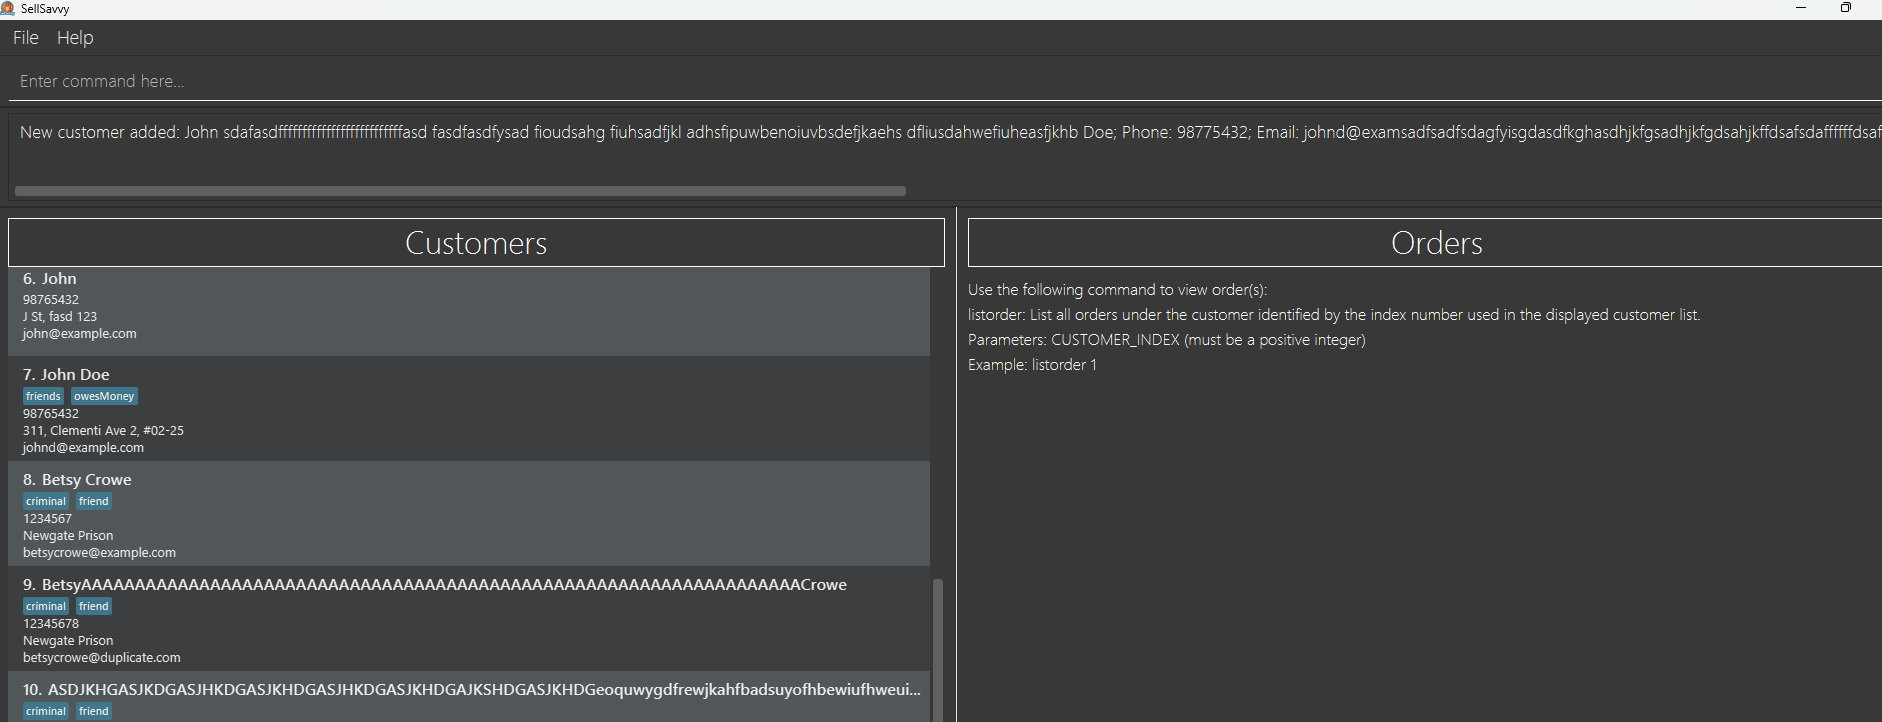 SellSavvy
File Help
Enter command here...
New customer added: John sdafasdfffffffffffffffffffffffffasd fasdfasdfysad fioudsahg fiuhsadfjkl adhsfipuwbenoiuvbsdefjkaehs dfliusdahwefiuheasfjkhb Doe; Phone: 98775432; Email: johnd@examsadfsadfsdagfyisgdasdfkghasdhjkfgsadhjkfgdsahjkffdsafsdaffffffdsaf
Customers
Orders
6. John
98765432
J St, fasd 123
john@example.com
7. John Doe
friends owesMoney
98765432
311, Clementi Ave 2, #02-25
johnd@example.com
8. Betsy Crowe
criminal friend
1234567
Newgate Prison
betsycrowe@example.com
9. BetsyAAAAAAAAAAAAAAAAAAAAAAAAAAAAAAAAAAAAAAAAAAAAAAAAAAAAAAAAAAAAAAAAAAACrowe
criminal friend
12345678
Newgate Prison
betsycrowe@duplicate.com
10. ASDJKHGASJKDGASJHKDGASJKHDGASJHKDGASJKHDGAJKSHDGASJKHDGeoquwygdfrewjkahfbadsuyofhbewiufhweui...
criminal friend
Use the following command to view order(s):
listorder: List all orders under the customer identified by the index number used in the displayed customer list.
Parameters: CUSTOMER_INDEX (must be a positive integer)
Example: listorder 1